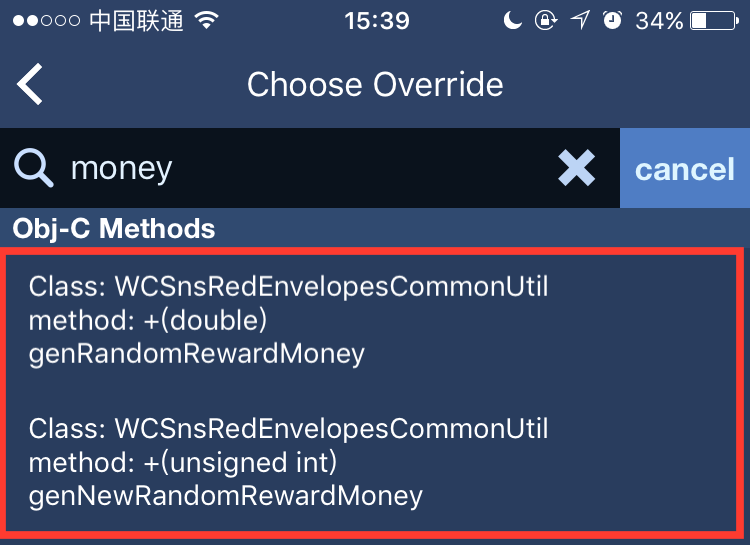 中国联通 15:39 34%
Choose Override
money cancel
Obj-C Methods
Class: WCSnsRedEnvelopesCommonUtil
method: +(double)
genRandomRewardMoney
Class: WCSnsRedEnvelopesCommonUtil
method: +(unsigned int)
genNewRandomRewardMoney